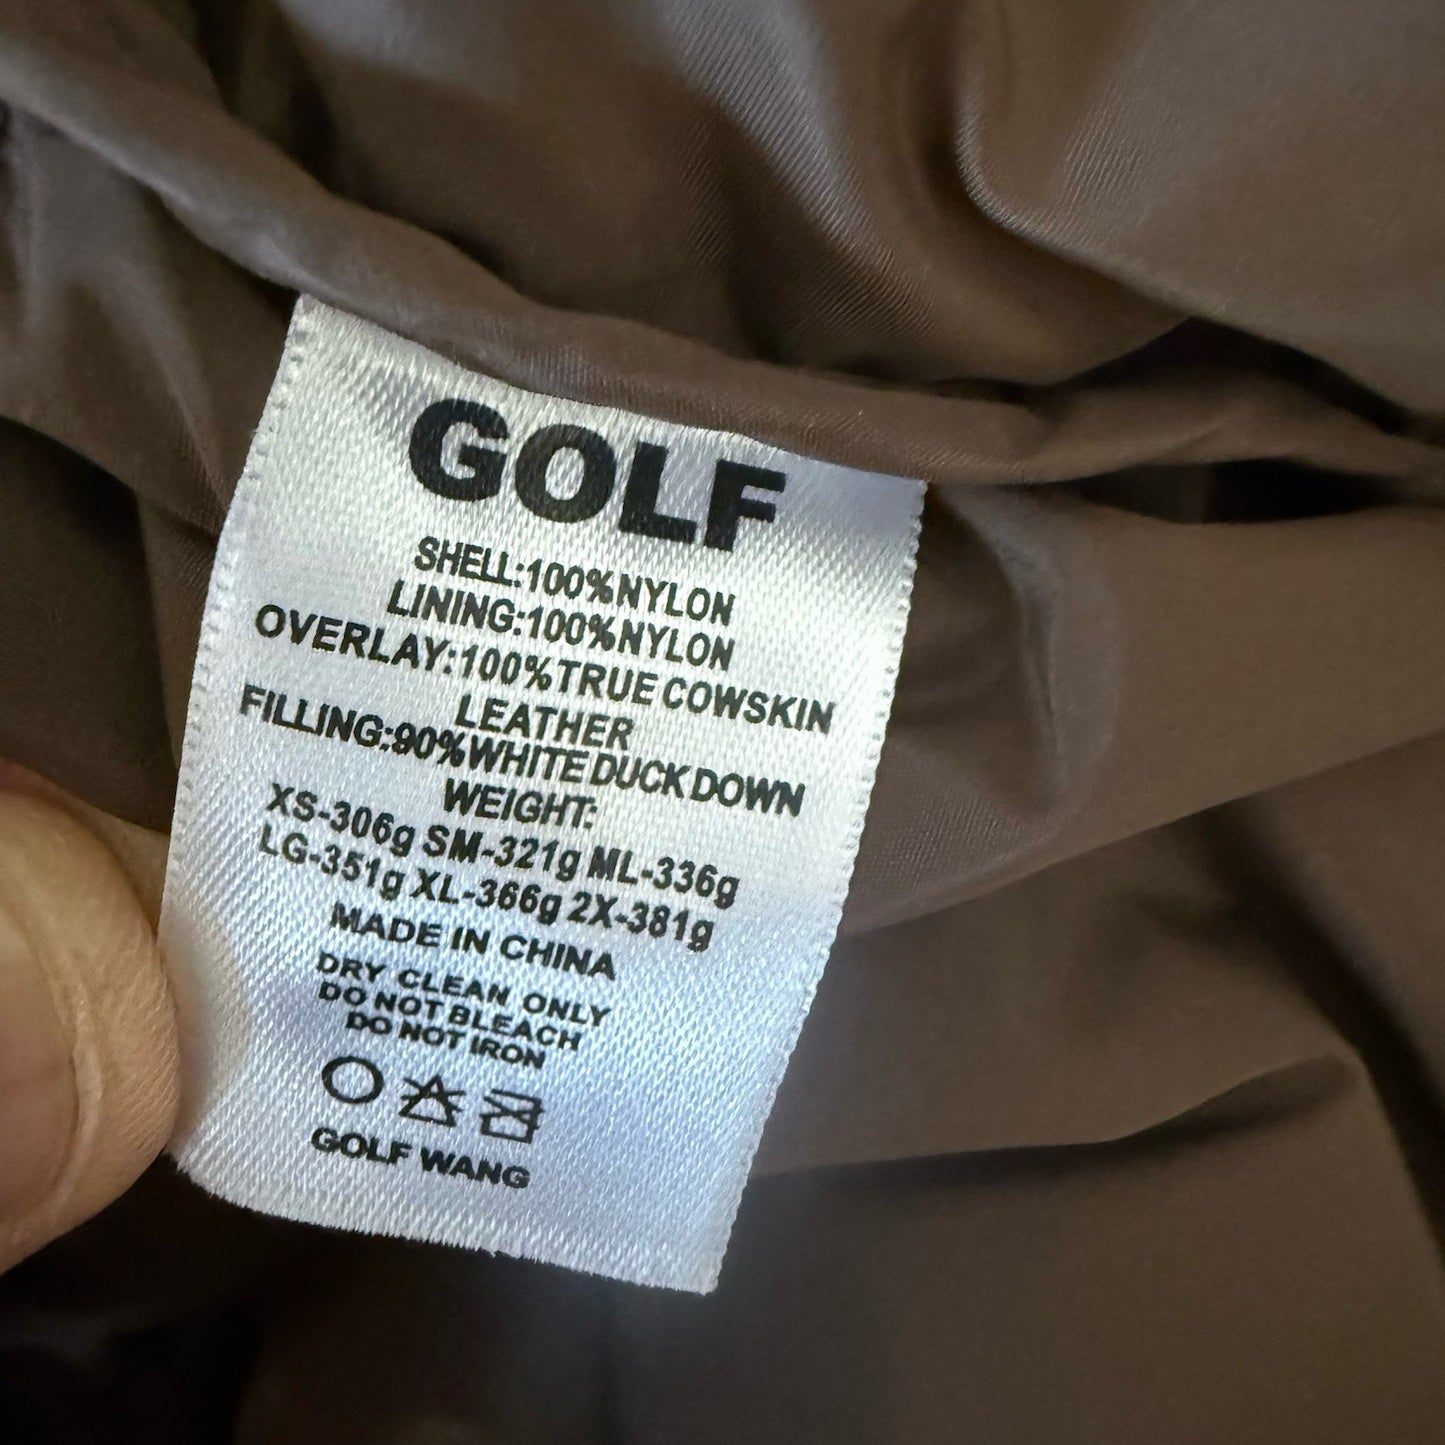 GOLF
SHELL:100%NYLON
LINING:100%NYLON
OVERLAY:100%TRUE COWSKIN
LEATHER
FILLING:90%WHITE DUCK DOWN
WEIGHT:
XS-306g SM-321g ML-336g
LG-351g XL-366g 2X-381g
MADE IN CHINA
DRY CLEAN ONLY
DO NOT BLEACH
DO NOT IRON
GOLF WANG